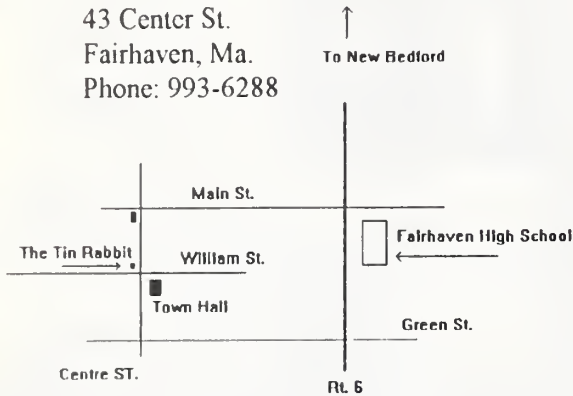 43 Center St.
Fairhaven, Ma.
Phone: 993-6288
To New Bedford
Main St.
The Tin Rabbit
William St.
Fairhaven High School
Town Hall
Green St.
Centre ST.
Rt. 6